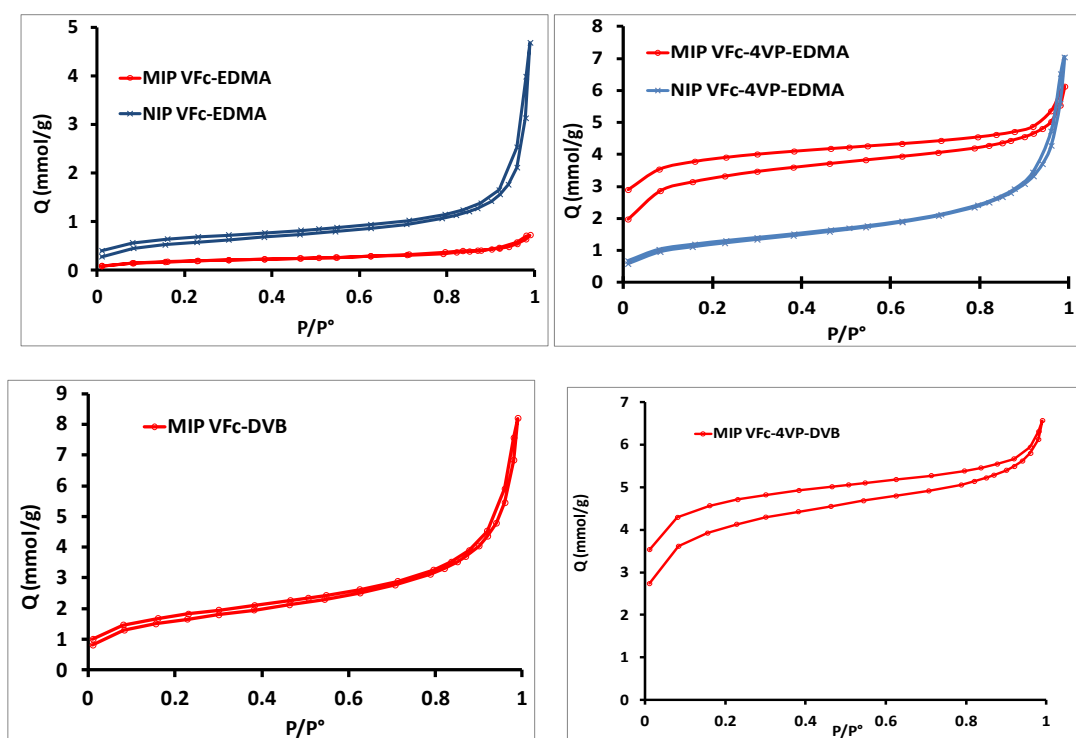 5
4
3
2
1
0
Q (mmol/g)
MIP VFc-EDMA
NIP VFc-EDMA
0 0.2 0.4 0.6 0.8 1
P/P°
8
7
6
5
4
3
2
1
0
Q (mmol/g)
MIP VFc-4VP-EDMA
NIP VFc-4VP-EDMA
0 0.2 0.4 0.6 0.8 1
P/P°
9
8
7
6
5
4
3
2
1
0
Q (mmol/g)
MIP VFc-DVB
0 0.2 0.4 0.6 0.8 1
P/P°
7
6
5
4
3
2
1
0
Q (mmol/g)
MIP VFc-4VP-DVB
0 0.2 0.4 0.6 0.8 1
P/P°